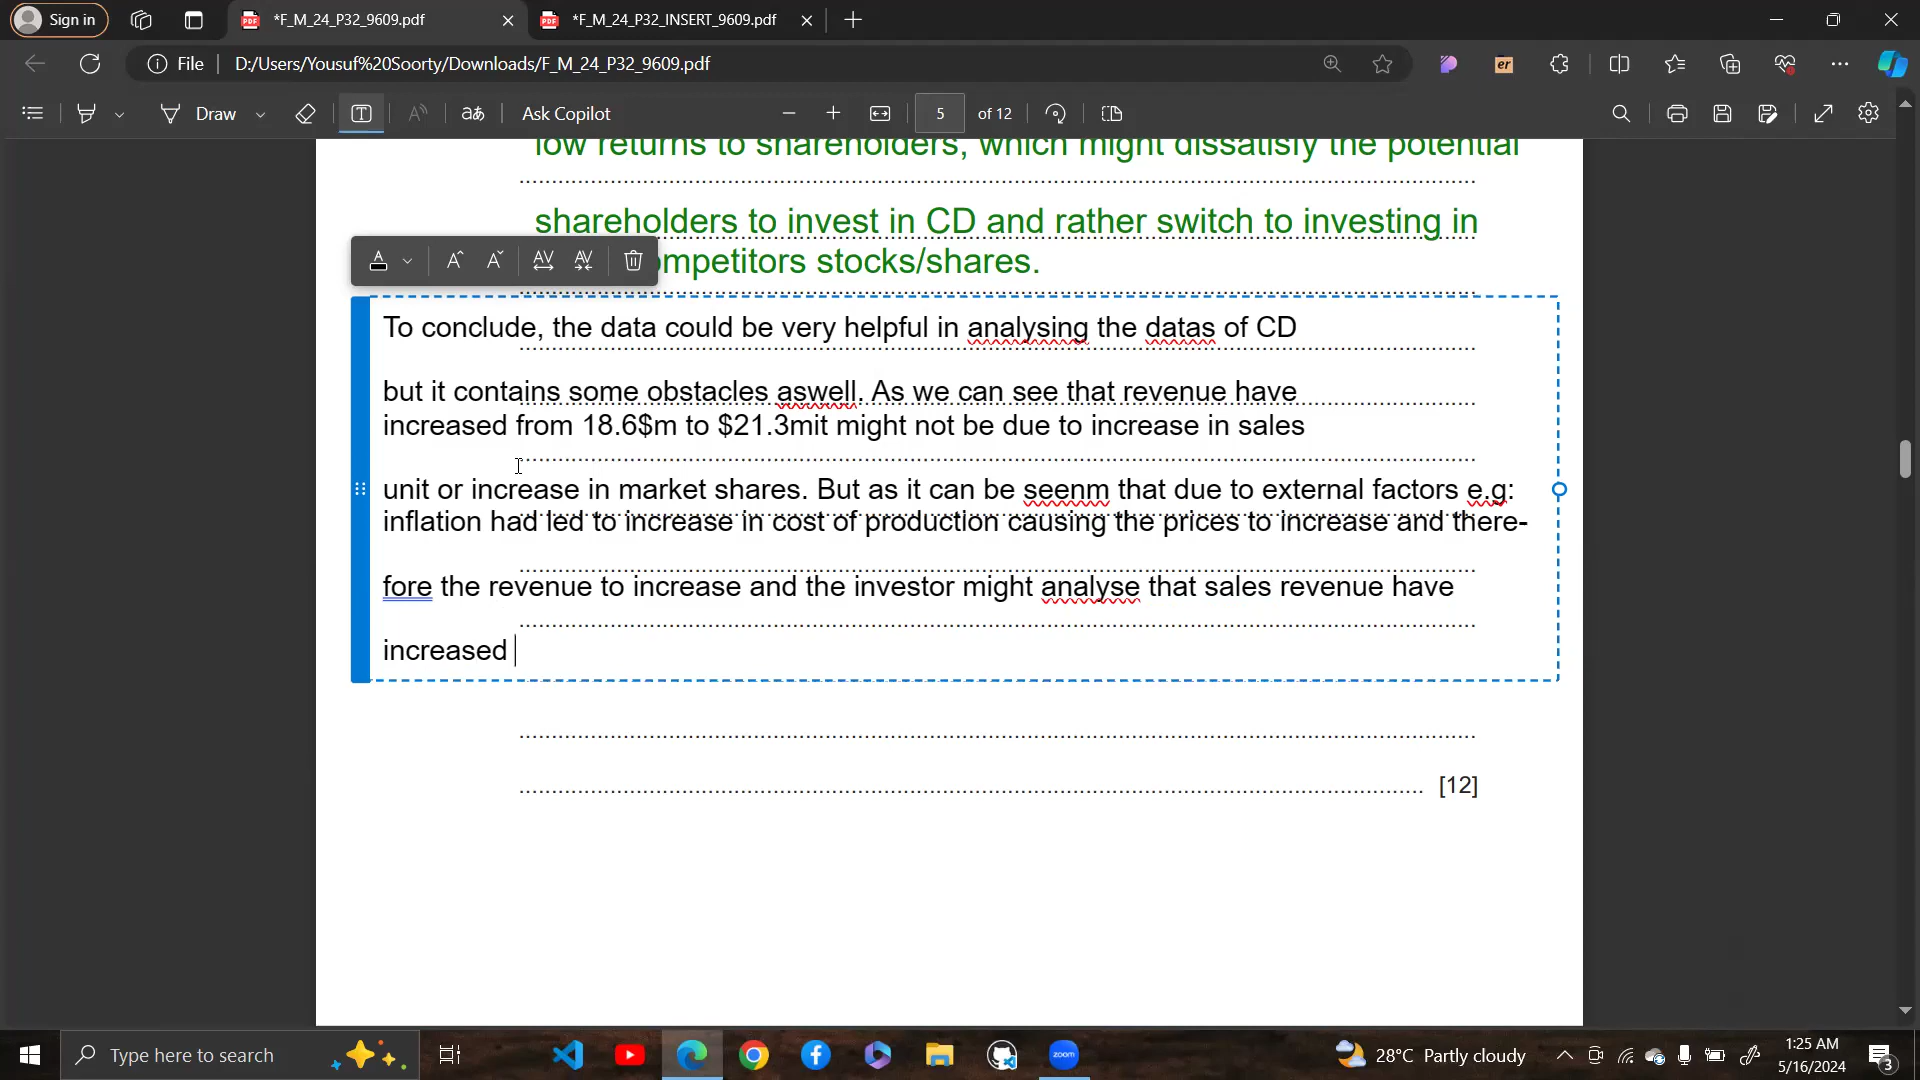 Sign in
*F_M_24_P32_9609.pdf
*F_M_24_P32_INSERT_9609.pdf
File
D:/Users/Yousuf%20Soorty/Downloads/F_M_24_P32_9609.pdf
Draw
aあ
Ask Copilot
5
of 12
low returns to shareholders, which might dissatisfy the potential
shareholders to invest in CD and rather switch to investing in
ompetitors stocks/shares.
To conclude, the data could be very helpful in analysing the datas of CD
but it contains some obstacles aswell. As we can see that revenue have
increased from 18.6$m to $21.3mit might not be due to increase in sales
unit or increase in market shares. But as it can be seenm that due to external factors e.g:
inflation had led to increase in cost of production causing the prices to increase and there-
fore the revenue to increase and the investor might analyse that sales revenue have
increased
[12]
Type here to search
zoom
28°C Partly cloudy
1:25 AM
5/16/2024
3